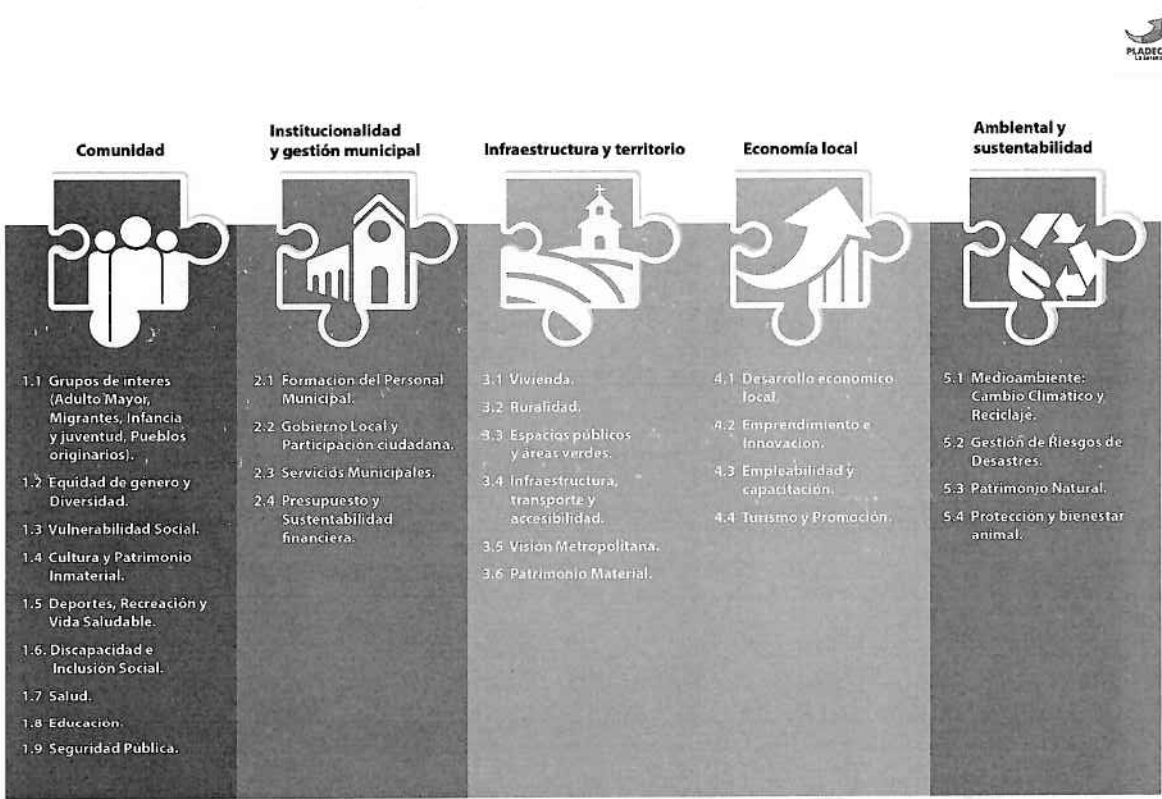 PLADECO
Comunidad
1.1 Grupos de interes
(Adulto Mayor,
Migrantes, Infancia
y juventud, Pueblos
originarios).
1.2 Equidad de género y
Diversidad.
1.3 Vulnerabilidad Social.
1.4 Cultura y Patrimonio
Inmaterial.
1.5 Deportes, Recreación y
Vida Saludable.
1.6. Discapacidad e
Inclusión Social.
1.7 Salud.
1.8 Educación.
1.9 Seguridad Pública.
Institucionalidad
y gestión municipal
2.1 Formacion del Personal
Municipal.
2.2 Gobierno Local y
Participación ciudadana.
2.3 Servicios Municipales.
2.4 Presupuesto y
Sustentabilidad
financiera.
Infraestructura y territorio
3.1 Vivienda.
3.2 Ruralidad.
3.3 Espacios públicos
y áreas verdes.
3.4 Infraestructura,
transporte y
accesibilidad.
3.5 Visión Metropolitana.
3.6 Patrimonio Material.
Economía local
4.1 Desarrollo económico
local.
4.2 Emprendimiento e
Innovación.
4.3 Empleabilidad y
capacitación.
4.4 Turismo y Promoción.
Ambiental y
sustentabilidad
5.1 Medioambiente:
Cambio Climático y
Reciclaje.
5.2 Gestión de Riesgos de
Desastres.
5.3 Patrimonio Natural.
5.4 Protección y bienestar
animal.